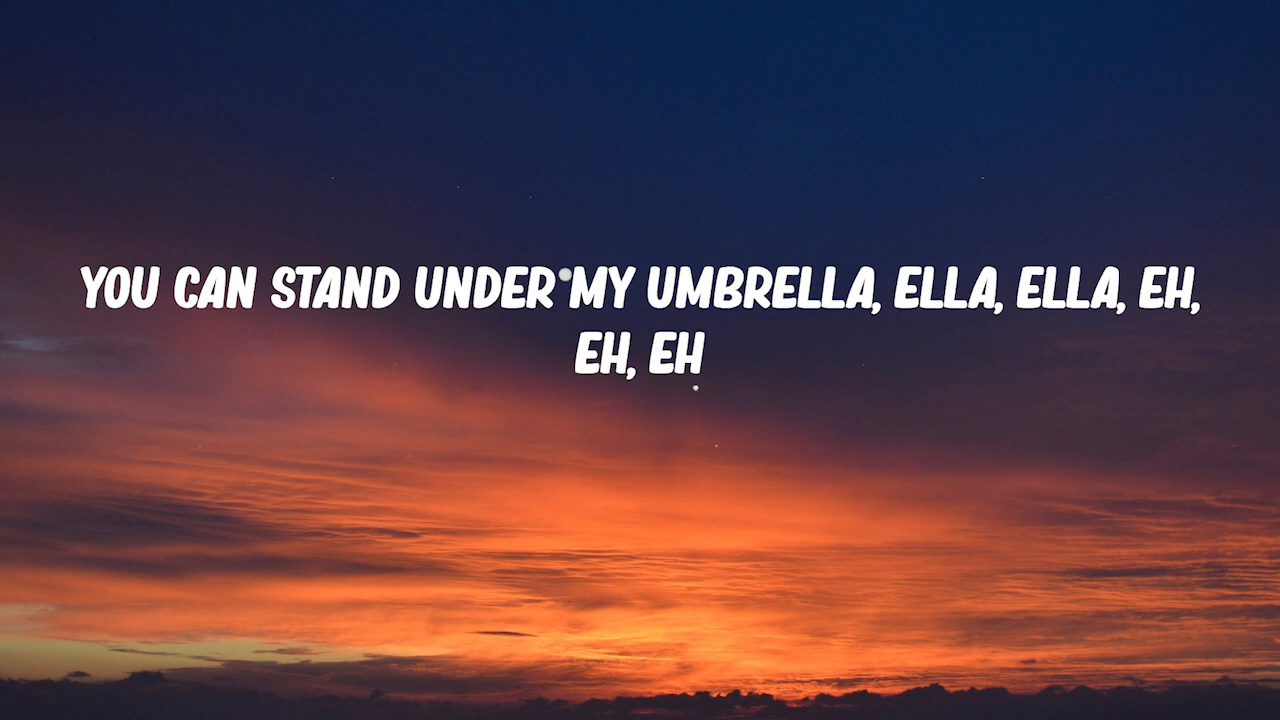 YOU CAN STAND UNDER MY UMBRELLA, ELLA, ELLA, EH,
EH, EH